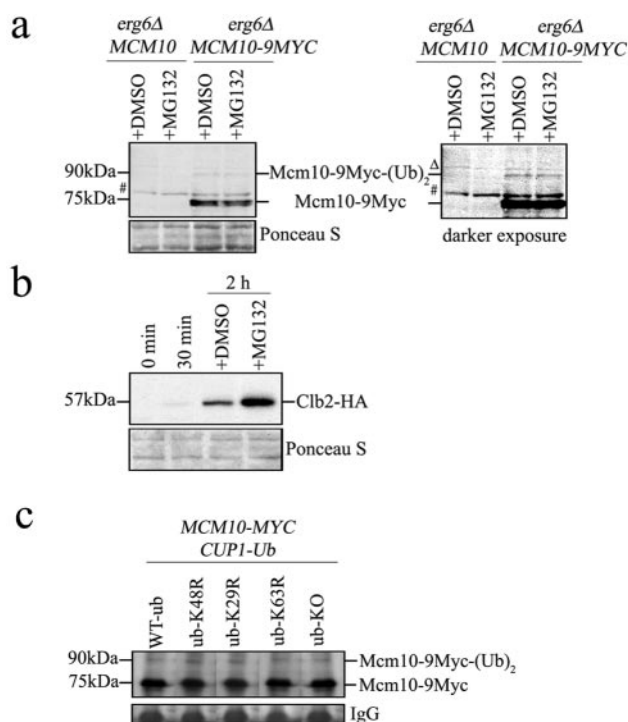 a
erg6Δ
MCM10
erg6Δ
MCM10-9MYC
+DMSO
+MG132
+DMSO
+MG132
90kDa
#
75kDa
Mcm10-9Myc-(Ub)2
Mcm10-9Myc
Ponceau S
erg6Δ
MCM10
erg6Δ
MCM10-9MYC
+DMSO
+MG132
+DMSO
+MG132
Δ
#
darker exposure
b
2 h
0 min
30 min
+DMSO
+MG132
57kDa
Clb2-HA
Ponceau S
c
MCM10-MYC
CUP1-Ub
WT-ub
ub-K48R
ub-K29R
ub-K63R
ub-KO
90kDa
75kDa
Mcm10-9Myc-(Ub)2
Mcm10-9Myc
IgG